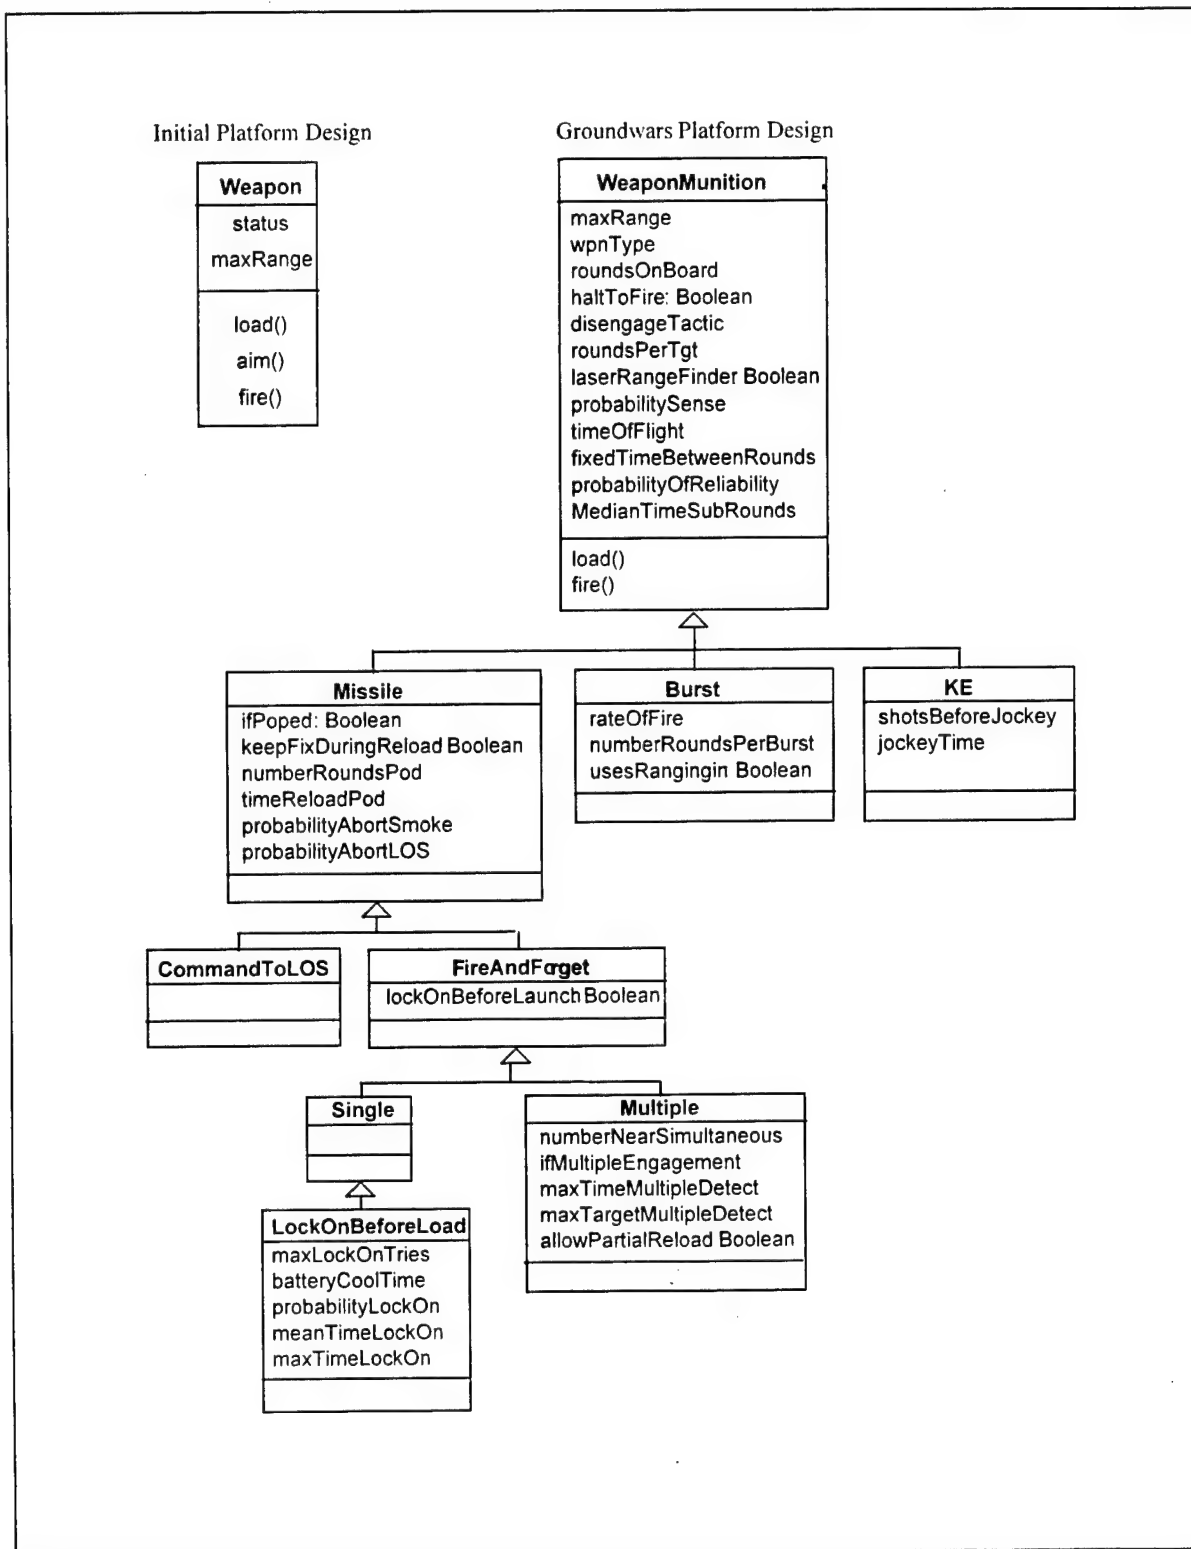 Initial Platform Design
Groundwars Platform Design
Weapon
status
maxRange
load()
aim()
fire()
WeaponMunition
maxRange
wpnType
roundsOnBoard
haltToFire: Boolean
disengageTactic
roundsPerTgt
laserRangeFinder Boolean
probabilitySense
timeOfFlight
fixedTimeBetweenRounds
probabilityOfReliability
MedianTimeSubRounds
load()
fire()
Missile
ifPoped: Boolean
keepFixDuringReload Boolean
numberRoundsPod
timeReloadPod
probabilityAbortSmoke
probabilityAbortLOS
Burst
rateOfFire
numberRoundsPerBurst
usesRangingin Boolean
KE
shotsBeforeJockey
jockeyTime
CommandToLOS
FireAndForget
lockOnBeforeLaunch Boolean
Single
Multiple
numberNearSimultaneous
ifMultipleEngagement
maxTimeMultipleDetect
maxTargetMultipleDetect
allowPartialReload Boolean
LockOnBeforeLoad
maxLockOnTries
batteryCoolTime
probabilityLockOn
meanTimeLockOn
maxTimeLockOn